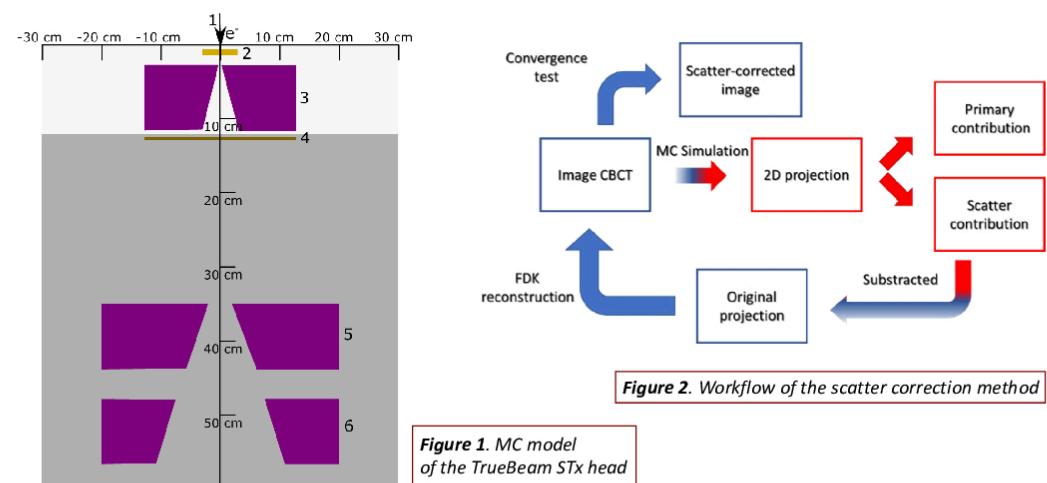 1
e-
-30 cm -20 cm -10 cm 10 cm 20 cm 30 cm
2
3
10 cm
4
20 cm
30 cm
5
40 cm
6
50 cm
Figure 1. MC model
of the TrueBeam STx head
Convergence
test
Scatter-corrected
image
Primary
contribution
Image CBCT
MC Simulation
2D projection
Scatter
contribution
FDK
reconstruction
Original
projection
Substracted
Figure 2. Workflow of the scatter correction method